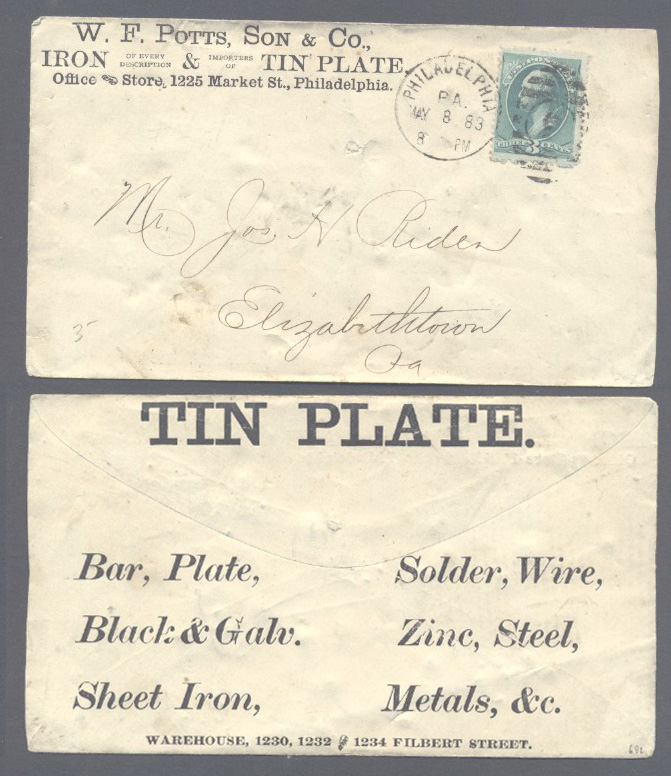 W. F. POTTS, SON & CO.,
IRON OF EVERY DESCRIPTION & IMPORTERS OF TIN PLATE,
Office & Store, 1225 Market St., Philadelphia.
PHILADELPHIA
PA.
MAY 8 83
8 PM
THREE 3 CENTS
Mr. Jos. H Rider
Elizabethtown
Pa
3
TIN PLATE.
Bar, Plate,
Black & Galv.
Sheet Iron,
Solder, Wire,
Zinc, Steel,
Metals, &c.
WAREHOUSE, 1230, 1232 & 1234 FILBERT STREET.